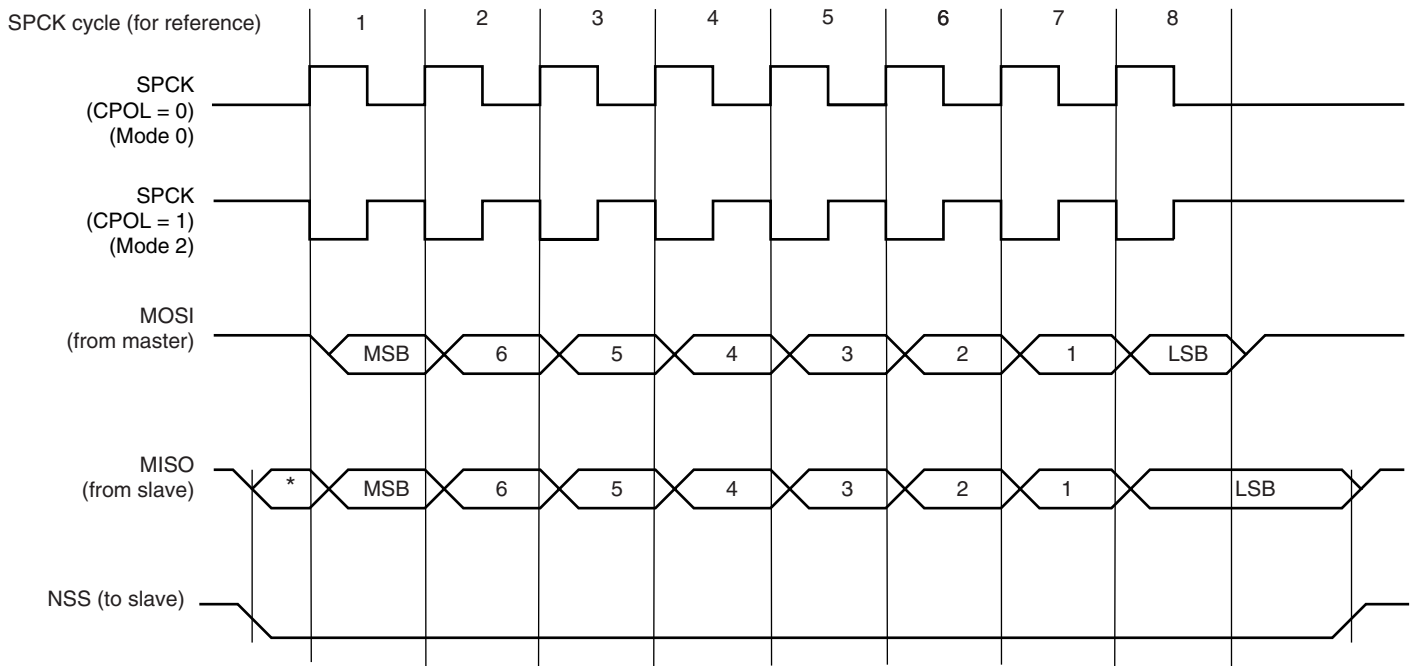 SPCK cycle (for reference) 1 2 3 4 5 6 7 8
SPCK
(CPOL = 0)
(Mode 0)
SPCK
(CPOL = 1)
(Mode 2)
MOSI
(from master)
MSB 6 5 4 3 2 1 LSB
MISO
(from slave)
* MSB 6 5 4 3 2 1 LSB
NSS (to slave)